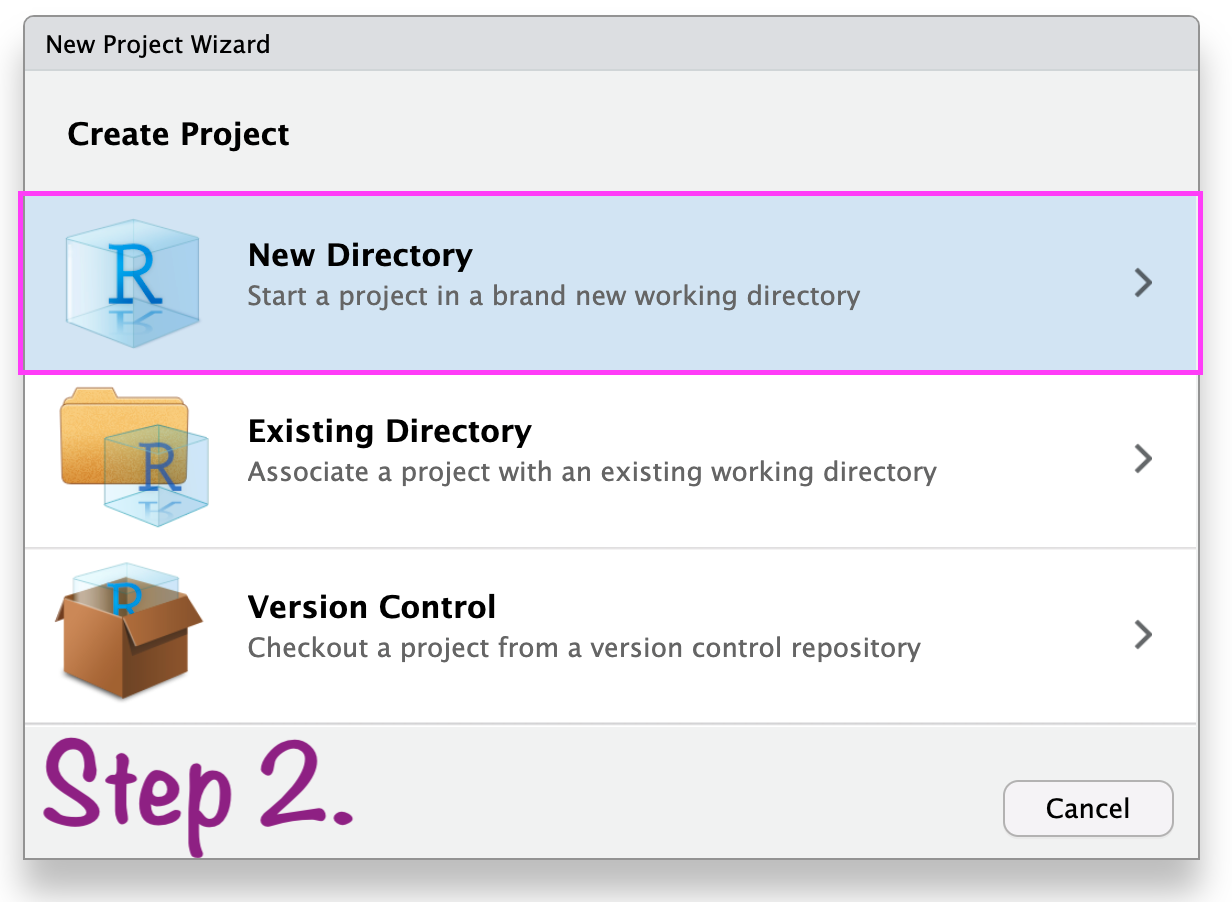 New Project Wizard
Create Project
R
New Directory
Start a project in a brand new working directory
R
Existing Directory
Associate a project with an existing working directory
R
Version Control
Checkout a project from a version control repository
Step 2.
Cancel